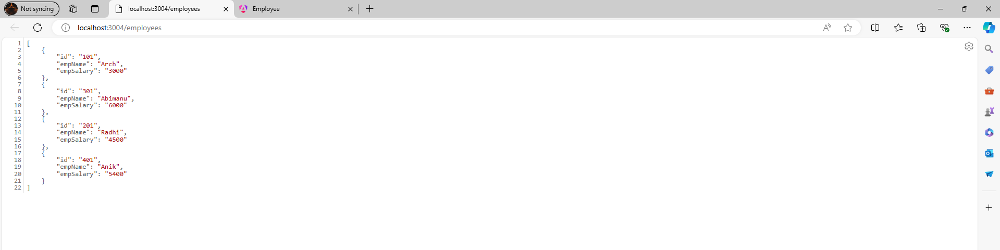 Not syncing
localhost:3004/employees
Employee
localhost:3004/employees
1 [
2 {
3 "id": "101",
4 "empName": "Arch",
5 "empSalary": "3000"
6 },
7 {
8 "id": "301",
9 "empName": "Abimanu",
10 "empSalary": "6000"
11 },
12 {
13 "id": "201",
14 "empName": "Radhi",
15 "empSalary": "4500"
16 },
17 {
18 "id": "401",
19 "empName": "Anik",
20 "empSalary": "5400"
21 }
22 ]